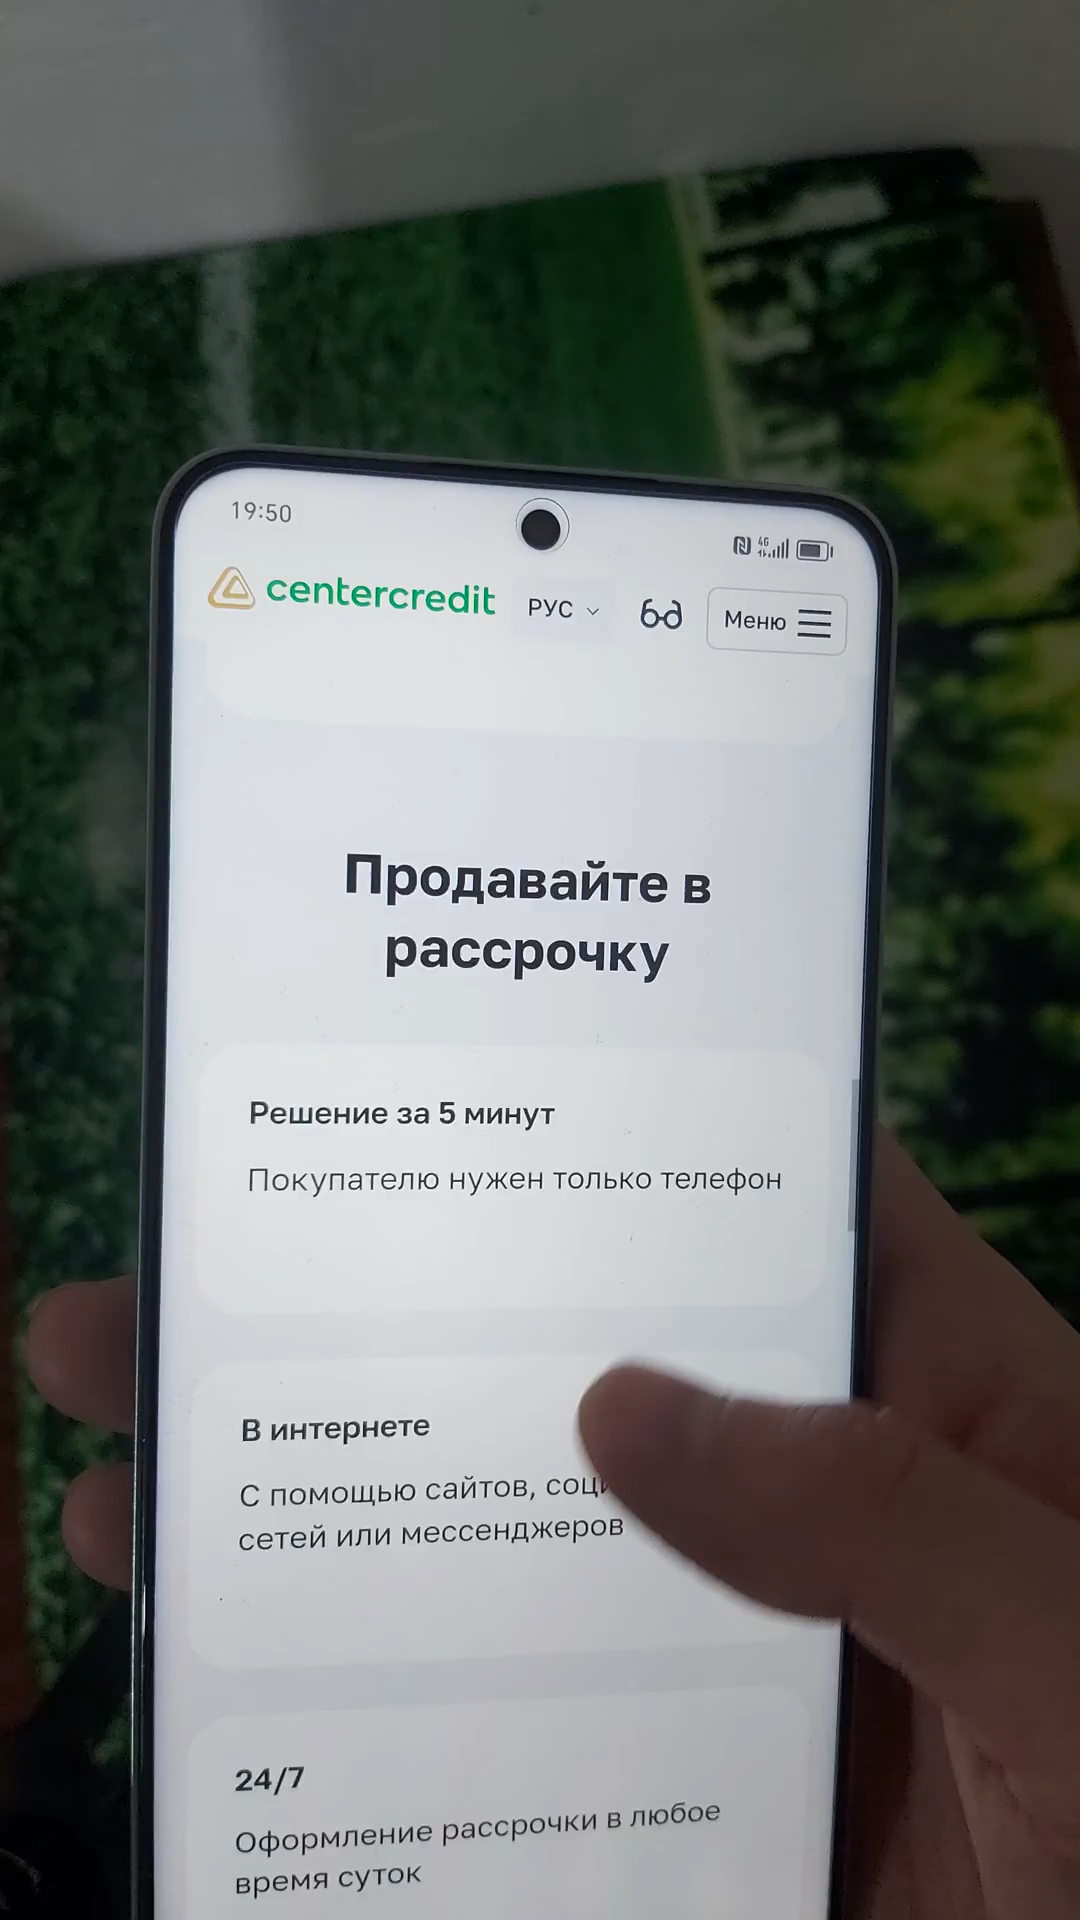 19:50
4G
centercredit
РУС
Меню
Продавайте в
рассрочку
Решение за 5 минут
Покупателю нужен только телефон
В интернете
С помощью сайтов,
сетей или мессенджеров
24/7
Оформление рассрочки в любое
время суток